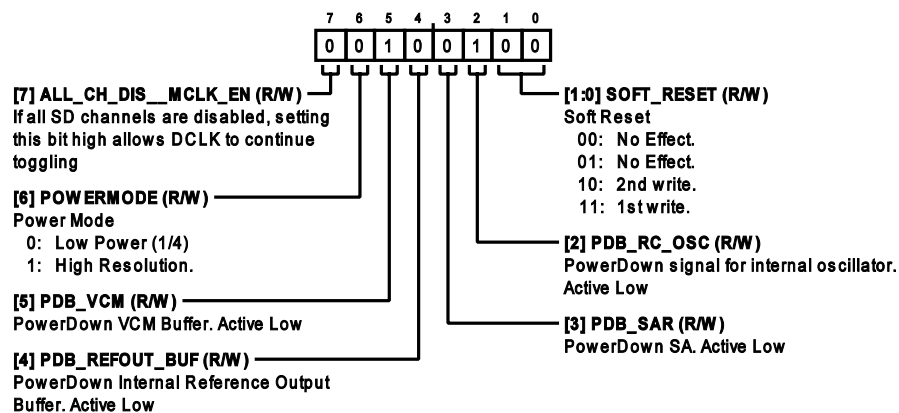 7 6 5 4 3 2 1 0
0 0 1 0 0 1 0 0
[7] ALL_CH_DIS__MCLK_EN (R/W)
If all SD channels are disabled, setting
this bit high allows DCLK to continue
toggling
[6] POWERMODE (R/W)
Power Mode
0: Low Power (1/4)
1: High Resolution.
[5] PDB_VCM (R/W)
PowerDown VCM Buffer. Active Low
[4] PDB_REFOUT_BUF (R/W)
PowerDown Internal Reference Output
Buffer. Active Low
[1:0] SOFT_RESET (R/W)
Soft Reset
00: No Effect.
01: No Effect.
10: 2nd write.
11: 1st write.
[2] PDB_RC_OSC (R/W)
PowerDown signal for internal oscillator.
Active Low
[3] PDB_SAR (R/W)
PowerDown SA. Active Low